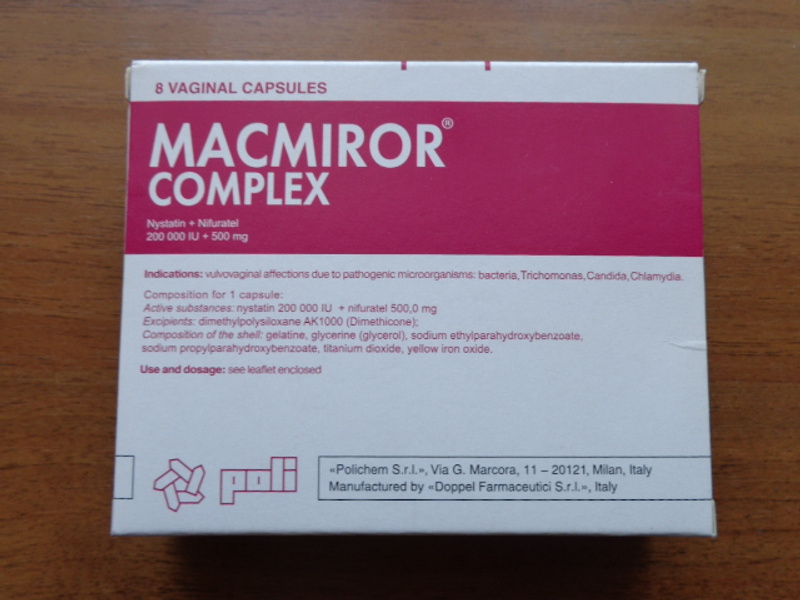 8 VAGINAL CAPSULES
MACMIROR®
COMPLEX
Nystatin + Nifuratel
200 000 IU + 500 mg
Indications: vulvovaginal affections due to pathogenic microorganisms: bacteria, Trichomonas, Candida, Chlamydia.
Composition for 1 capsule:
Active substances: nystatin 200 000 IU + nifuratel 500,0 mg
Excipients: dimethylpolysiloxane AK1000 (Dimethicone);
Composition of the shell: gelatine, glycerine (glycerol), sodium ethylparahydroxybenzoate,
sodium propylparahydroxybenzoate, titanium dioxide, yellow iron oxide.
Use and dosage: see leaflet enclosed
poli
«Polichem S.r.l.», Via G. Marcora, 11 – 20121, Milan, Italy
Manufactured by «Doppel Farmaceutici S.r.l.», Italy